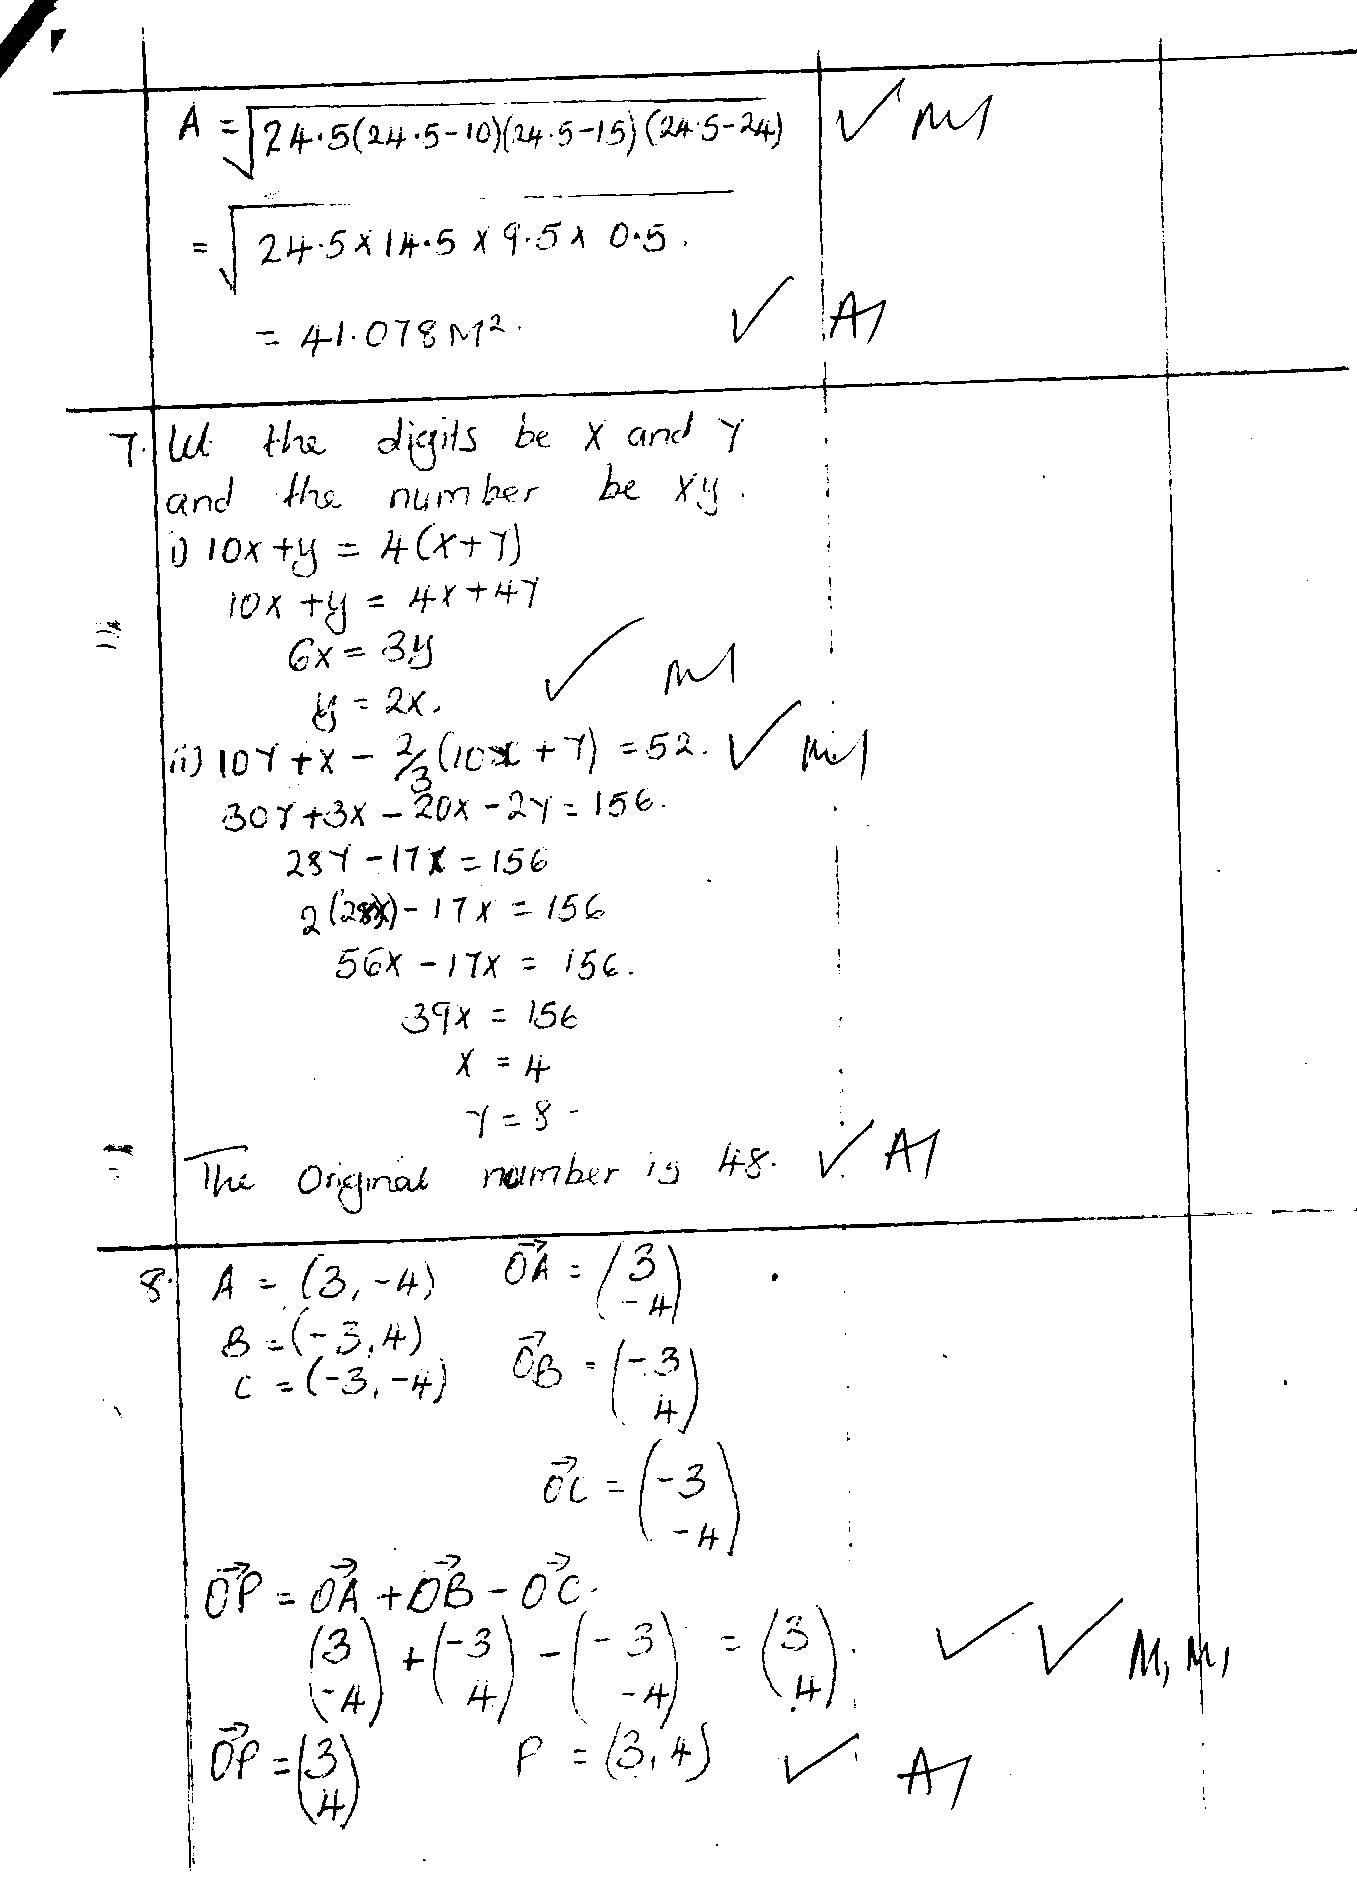 A = √24.5(24.5-10)(24.5-15)(24.5-24) ✓ M1
= √24.5 x 14.5 x 9.5 x 0.5.
= 41.078 M². ✓ A1
7. Let the digits be x and y
and the number be xy.
i) 10x + y = 4(x + y)
10x + y = 4x + 4y
6x = 3y
y = 2x. ✓ M1
ii) 10y + x - 2/3(10x + y) = 52. ✓ M1
30y + 3x - 20x - 2y = 156.
28y - 17x = 156
2(28x) - 17x = 156
56x - 17x = 156.
39x = 156
x = 4
y = 8
The original number is 48. ✓ A1
8. A = (3, -4) OA→ = (3 -4)
B = (-3, 4) OB→ = (-3 4)
C = (-3, -4)
OC→ = (-3 -4)
OP→ = OA→ + OB→ - OC→.
(3 -4) + (-3 4) - (-3 -4) = (3 4). ✓ ✓ M1 M1
OP→ = (3 4) P = (3, 4) ✓ A1